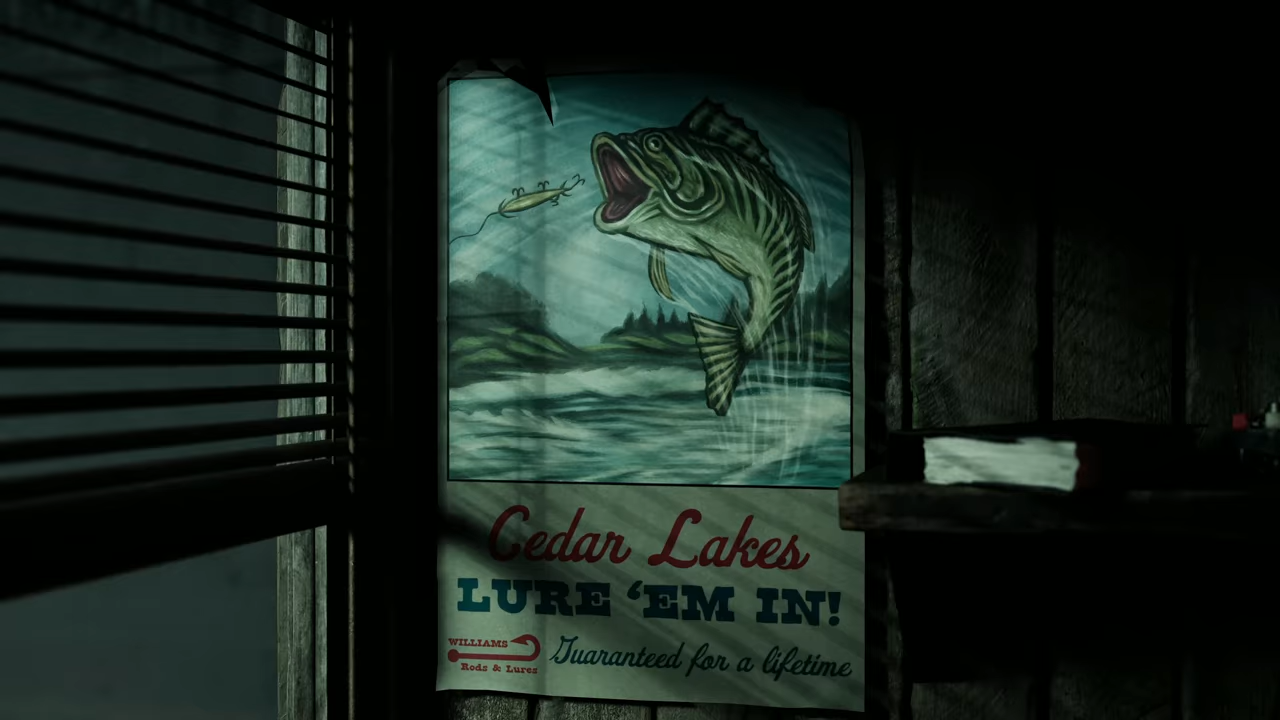 Cedar Lakes
LURE ‘EM IN!
WILLIAMS
Rods & Lures
Guaranteed for a lifetime